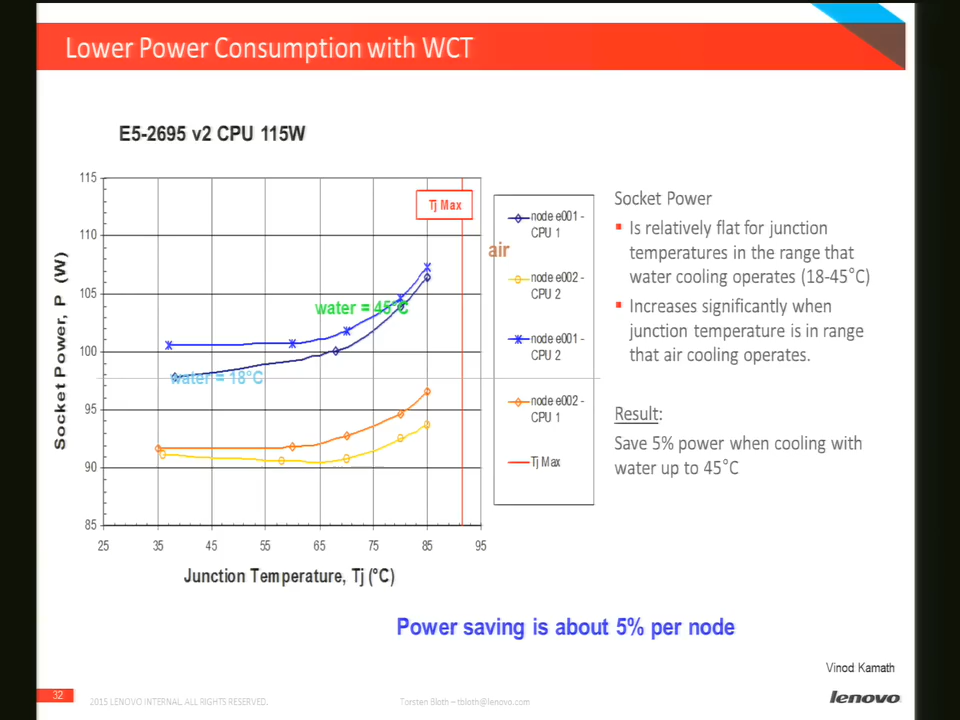 Lower Power Consumption with WCT
E5-2695 v2 CPU 115W
115
110
105
100
95
90
85
25
35
45
55
65
75
85
95
Socket Power, P (W)
Junction Temperature, Tj (°C)
Tj Max
air
water = 45°C
water = 18°C
node e001 -
CPU 1
node e002 -
CPU 2
node e001 -
CPU 2
node e002 -
CPU 1
Tj Max
Socket Power
Is relatively flat for junction
temperatures in the range that
water cooling operates (18-45°C)
Increases significantly when
junction temperature is in range
that air cooling operates.
Result:
Save 5% power when cooling with
water up to 45°C
Power saving is about 5% per node
Vinod Kamath
32
2015 LENOVO INTERNAL. ALL RIGHTS RESERVED.
Torsten Bloth – tbloth@lenovo.com
lenovo